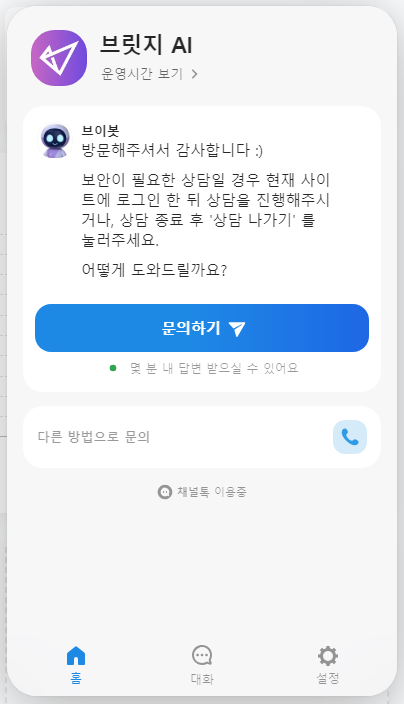 브릿지 AI
운영시간 보기
브이봇
방문해주셔서 감사합니다 :)
보안이 필요한 상담일 경우 현재 사이
트에 로그인 한 뒤 상담을 진행해주시
거나, 상담 종료 후 '상담 나가기' 를
눌러주세요.
어떻게 도와드릴까요?
문의하기
몇 분 내 답변 받으실 수 있어요
다른 방법으로 문의
채널톡 이용중
홈
대화
설정